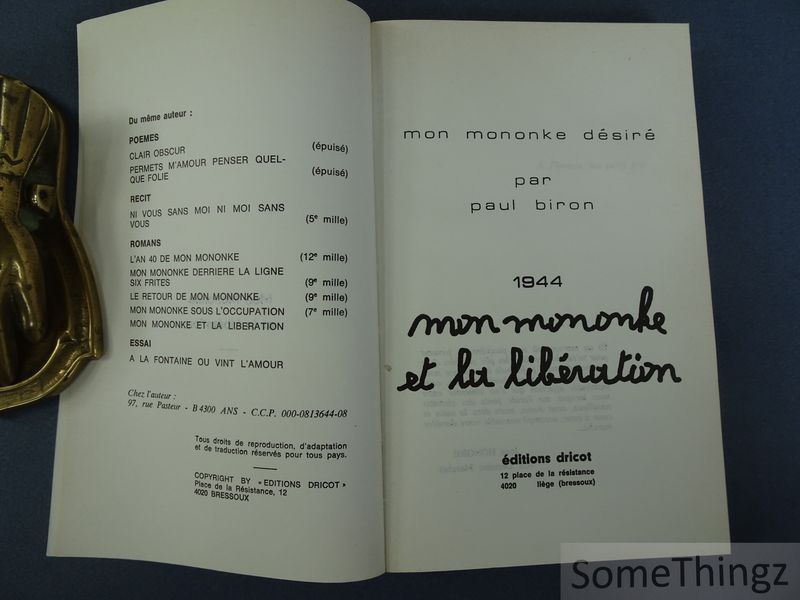 Du même auteur :
POEMES
CLAIR OBSCUR (épuisé)
PERMETS M'AMOUR PENSER QUEL-
QUE FOLIE (épuisé)
RECIT
NI VOUS SANS MOI NI MOI SANS
VOUS (5e mille)
ROMANS
L'AN 40 DE MON MONONKE (12e mille)
MON MONONKE DERRIERE LA LIGNE
SIX FRITES (9e mille)
LE RETOUR DE MON MONONKE (9e mille)
MON MONONKE SOUS L'OCCUPATION (7e mille)
MON MONONKE ET LA LIBERATION
ESSAI
A LA FONTAINE OU VINT L'AMOUR
Chez l'auteur :
97, rue Pasteur - B 4300 ANS - C.C.P. 000-0813644-08
Tous droits de reproduction, d'adaptation
et de traduction réservés pour tous pays.
COPYRIGHT BY « EDITIONS DRICOT »
Place de la Résistance, 12
4020 BRESSOUX
mon mononke désiré
par
paul biron
1944
mon mononke
et la libération
éditions dricot
12 place de la résistance
4020 liège (bressoux)
SomeThingz